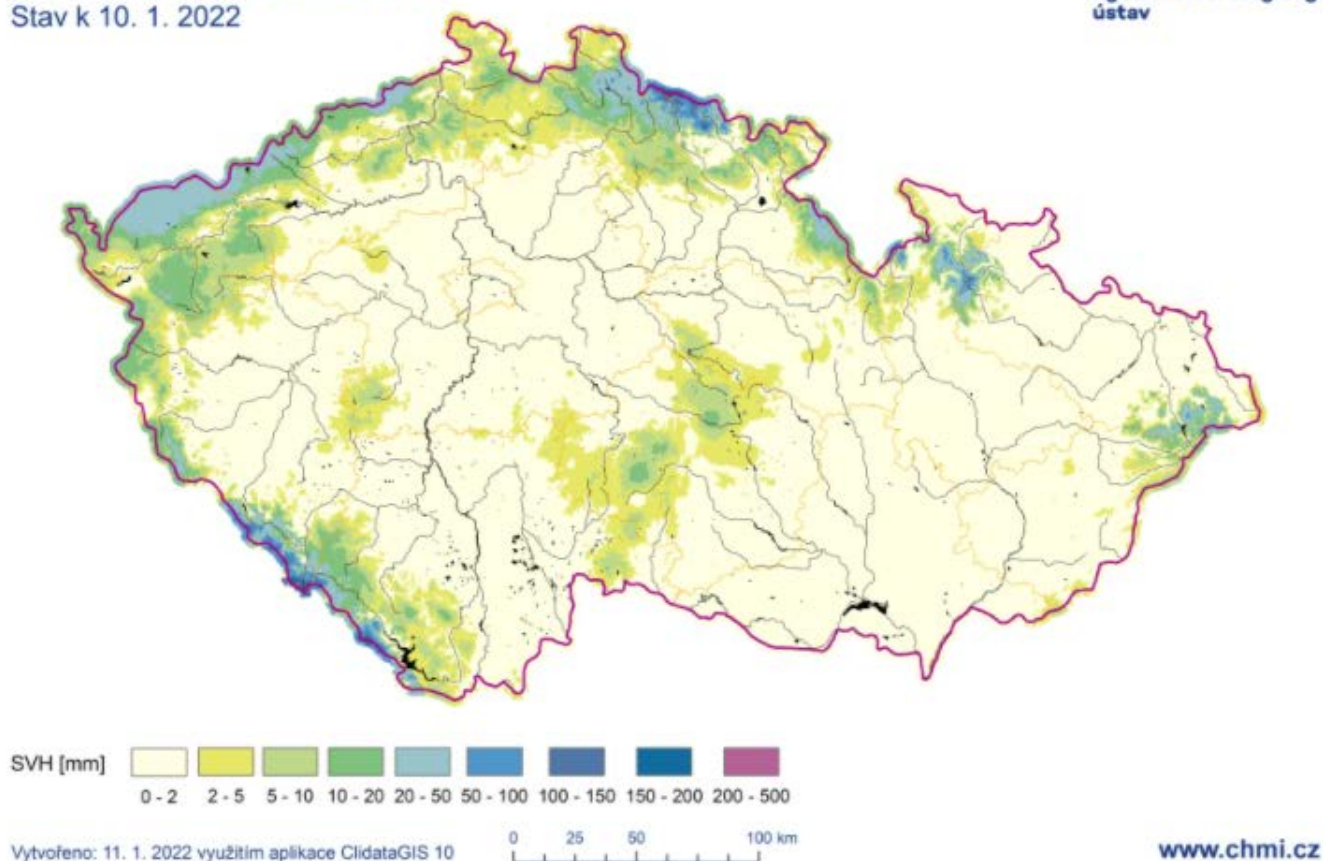 Stav k 10. 1. 2022
ústav
SVH [mm]
0 - 2 2 - 5 5 - 10 10 - 20 20 - 50 50 - 100 100 - 150 150 - 200 200 - 500
0 25 50 100 km
Vytvořeno: 11. 1. 2022 využitím aplikace ClidataGIS 10
www.chmi.cz